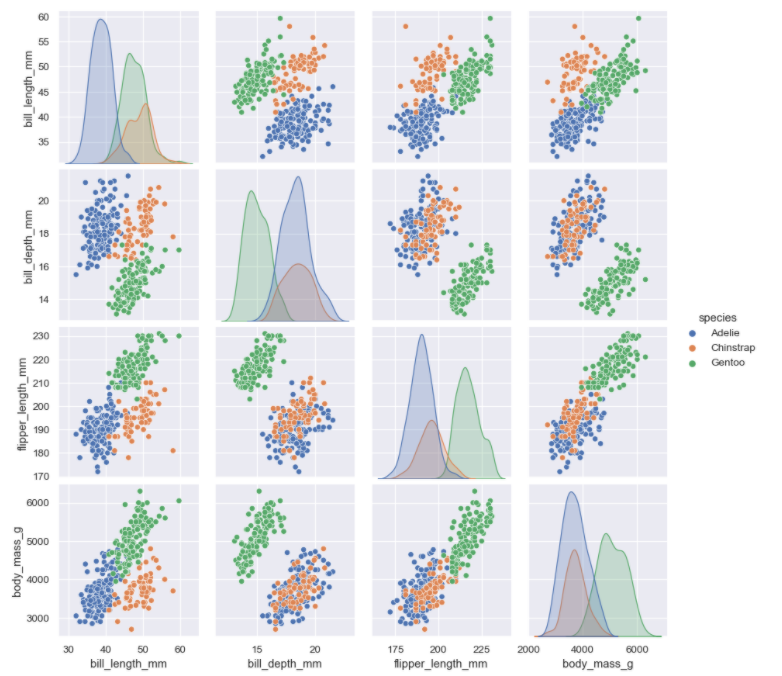 60
55
50
45
40
35
bill_length_mm
20
18
16
14
bill_depth_mm
230
220
210
200
190
180
170
flipper_length_mm
6000
5000
4000
3000
body_mass_g
30 40 50 60
bill_length_mm
15 20
bill_depth_mm
175 200 225
flipper_length_mm
2000 4000 6000
body_mass_g
species
Adelie
Chinstrap
Gentoo